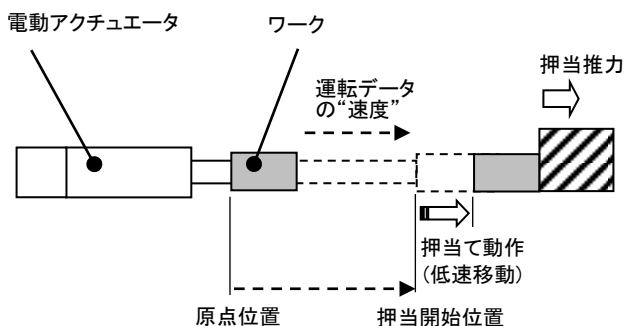 電動アクチュエータ
ワーク
押当推力
運転データ
の“速度”
押当て動作
(低速移動)
原点位置
押当開始位置